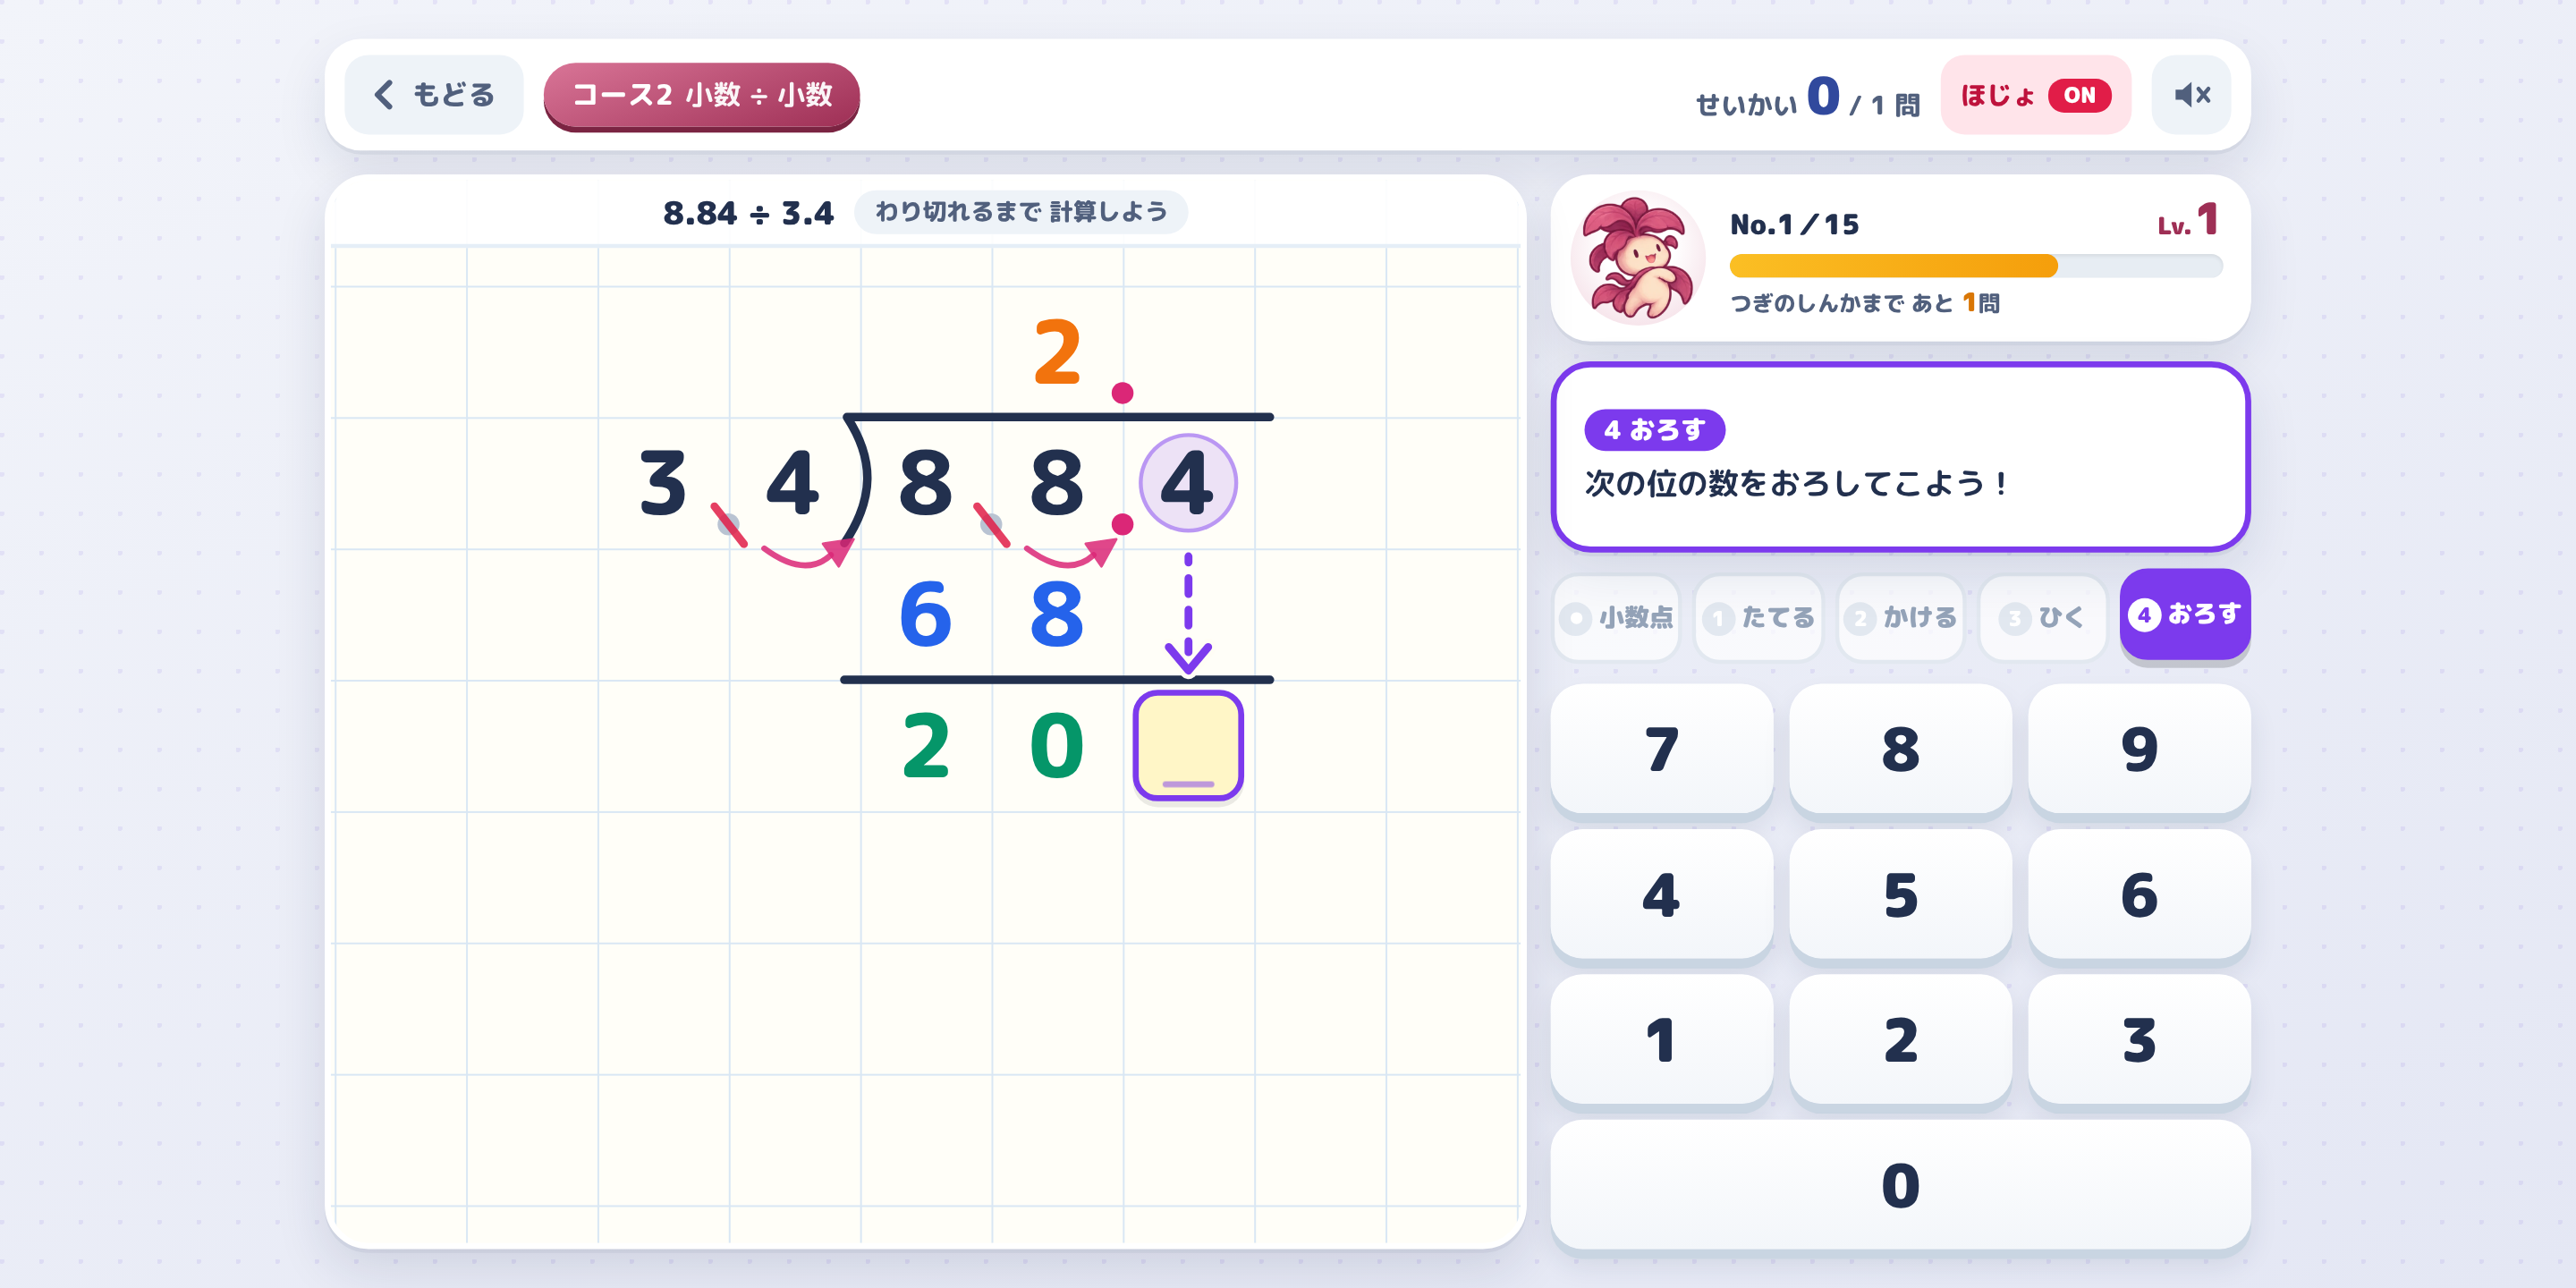 もどる
コース2 小数 ÷ 小数
せいかい 0 / 1 問
ほじょ ON
8.84 ÷ 3.4 わり切れるまで 計算しよう
2.
3.4 8.8.4
6 8
2 0
No.1/15
Lv.1
つぎのしんかまで あと 1問
4 おろす
次の位の数をおろしてこよう！
小数点
1 たてる
2 かける
3 ひく
4 おろす
7 8 9
4 5 6
1 2 3
0